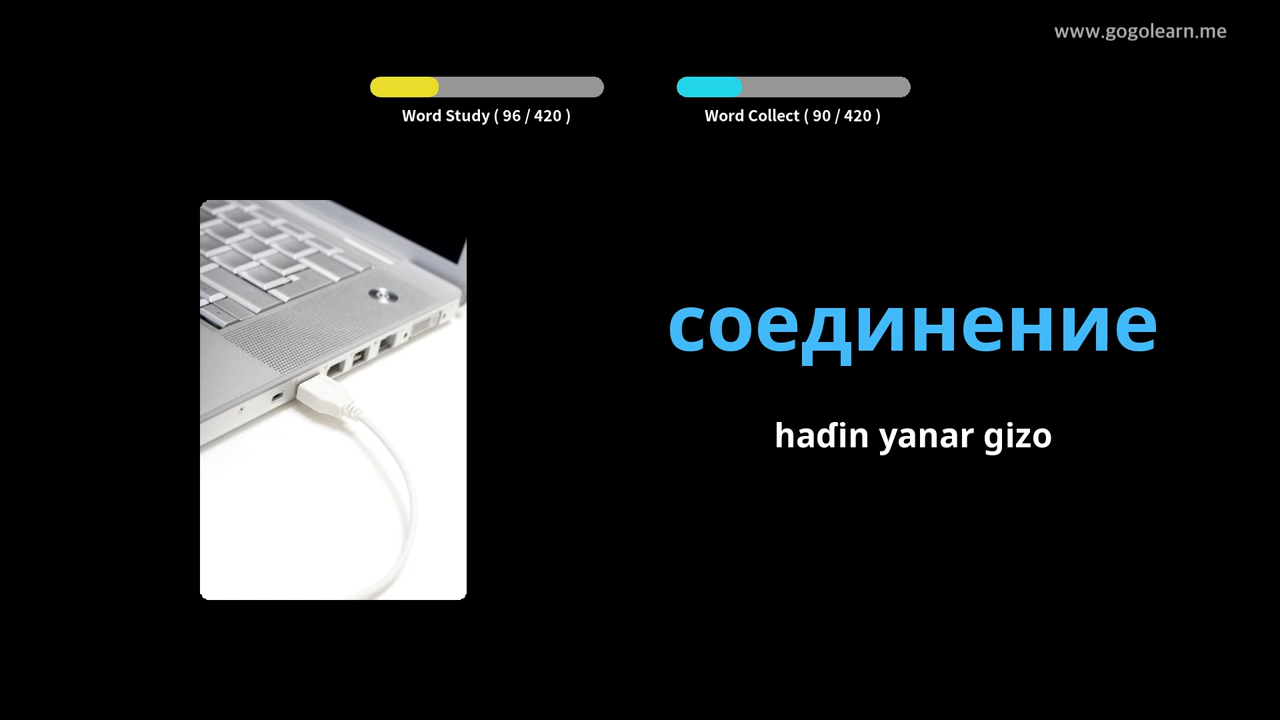 www.gogolearn.me
Word Study ( 96 / 420 )
Word Collect ( 90 / 420 )
соединение
haɗin yanar gizo